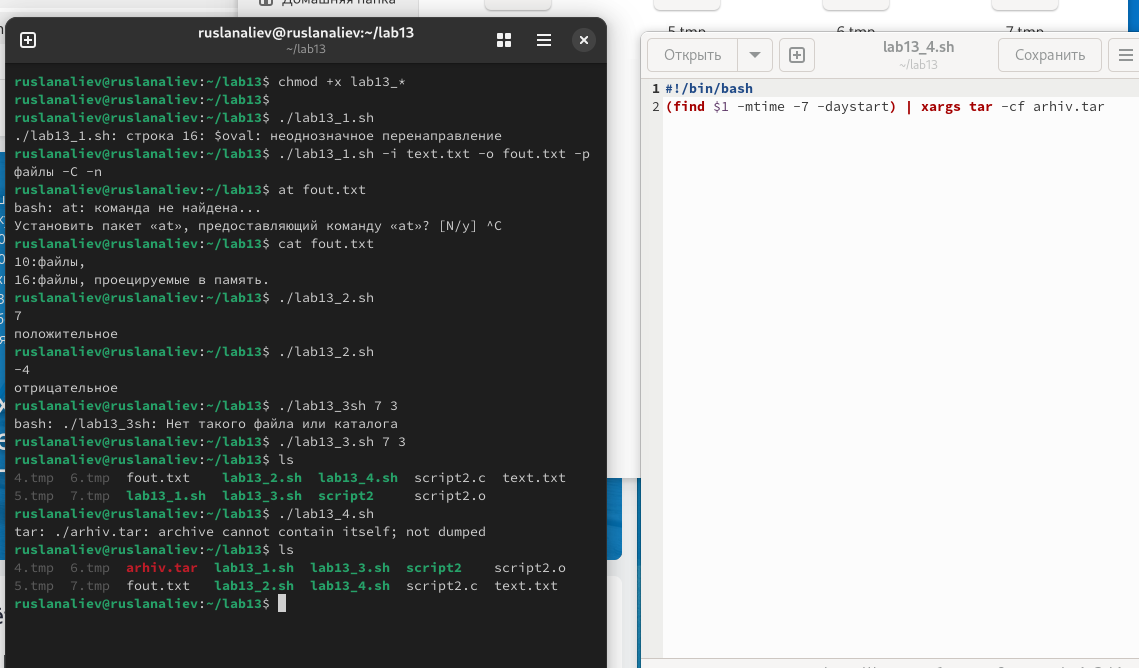 Домашняя папка
5.tmp 6.tmp 7.tmp
ruslanaliev@ruslanaliev:~/lab13
~/lab13
ruslanaliev@ruslanaliev:~/lab13$ chmod +x lab13_*
ruslanaliev@ruslanaliev:~/lab13$
ruslanaliev@ruslanaliev:~/lab13$ ./lab13_1.sh
./lab13_1.sh: строка 16: $oval: неоднозначное перенаправление
ruslanaliev@ruslanaliev:~/lab13$ ./lab13_1.sh -i text.txt -o fout.txt -p
файлы -C -n
ruslanaliev@ruslanaliev:~/lab13$ at fout.txt
bash: at: команда не найдена...
Установить пакет «at», предоставляющий команду «at»? [N/y] ^C
ruslanaliev@ruslanaliev:~/lab13$ cat fout.txt
10:файлы,
16:файлы, проецируемые в память.
ruslanaliev@ruslanaliev:~/lab13$ ./lab13_2.sh
7
положительное
ruslanaliev@ruslanaliev:~/lab13$ ./lab13_2.sh
-4
отрицательное
ruslanaliev@ruslanaliev:~/lab13$ ./lab13_3sh 7 3
bash: ./lab13_3sh: Нет такого файла или каталога
ruslanaliev@ruslanaliev:~/lab13$ ./lab13_3.sh 7 3
ruslanaliev@ruslanaliev:~/lab13$ ls
4.tmp 6.tmp fout.txt lab13_2.sh lab13_4.sh script2.c text.txt
5.tmp 7.tmp lab13_1.sh lab13_3.sh script2 script2.o
ruslanaliev@ruslanaliev:~/lab13$ ./lab13_4.sh
tar: ./arhiv.tar: archive cannot contain itself; not dumped
ruslanaliev@ruslanaliev:~/lab13$ ls
4.tmp 6.tmp arhiv.tar lab13_1.sh lab13_3.sh script2 script2.o
5.tmp 7.tmp fout.txt lab13_2.sh lab13_4.sh script2.c text.txt
ruslanaliev@ruslanaliev:~/lab13$
Открыть
lab13_4.sh
~/lab13
Сохранить
1 #!/bin/bash
2 (find $1 -mtime -7 -daystart) | xargs tar -cf arhiv.tar